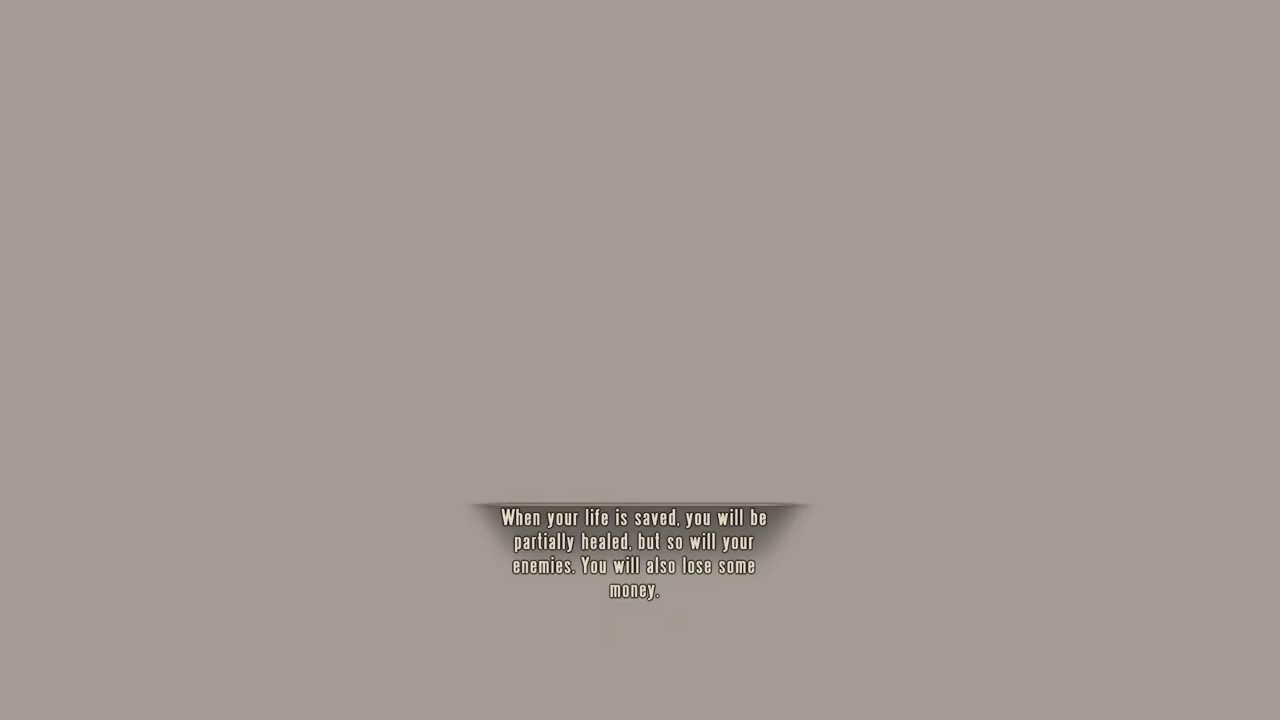 When your life is saved, you will be
partially healed, but so will your
enemies. You will also lose some
money.